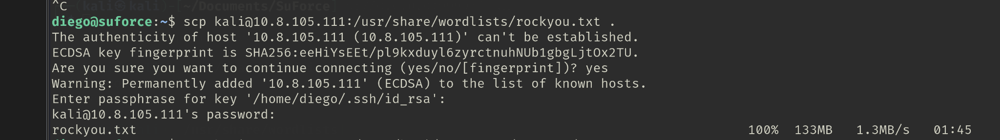 (kali㉿kali)-[~/Documents/SuForce]
^C
diego@suforce:~$ scp kali@10.8.105.111:/usr/share/wordlists/rockyou.txt .
The authenticity of host '10.8.105.111 (10.8.105.111)' can't be established.
ECDSA key fingerprint is SHA256:eeHiYsEEt/pl9kxduyl6zyrctnuhNUb1gbgLjtOx2TU.
Are you sure you want to continue connecting (yes/no/[fingerprint])? yes
Warning: Permanently added '10.8.105.111' (ECDSA) to the list of known hosts.
Enter passphrase for key '/home/diego/.ssh/id_rsa':
kali@10.8.105.111's password:
rockyou.txt 100% 133MB 1.3MB/s 01:45